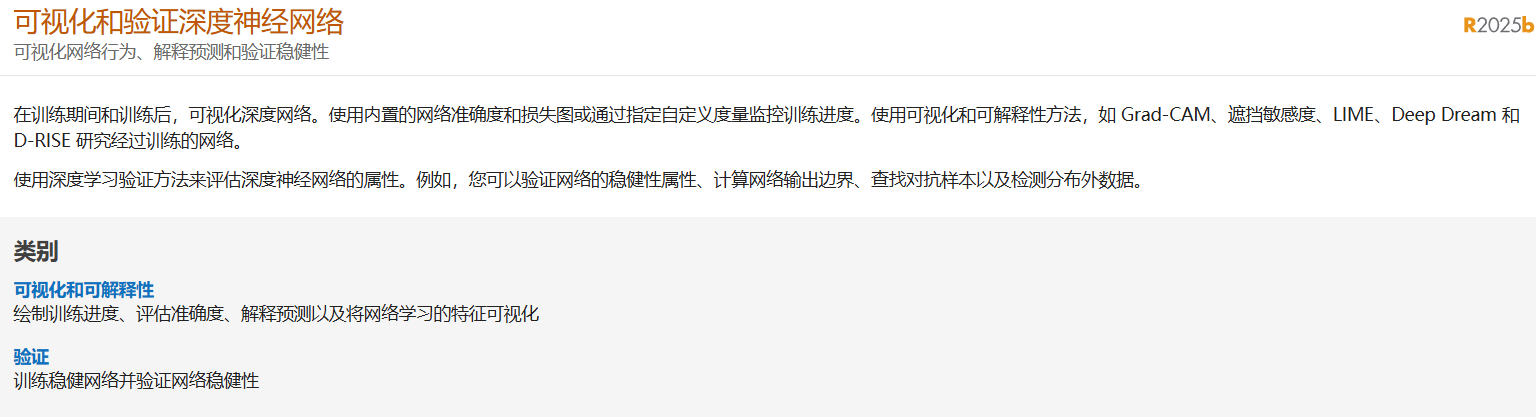 可视化和验证深度神经网络
R2025b
可视化网络行为、解释预测和验证稳健性
在训练期间和训练后，可视化深度网络。使用内置的网络准确度和损失图或通过指定自定义度量监控训练进度。使用可视化和可解释性方法，如 Grad-CAM、遮挡敏感度、LIME、Deep Dream 和
D-RISE 研究经过训练的网络。
使用深度学习验证方法来评估深度神经网络的属性。例如，您可以验证网络的稳健性属性、计算网络输出边界、查找对抗样本以及检测分布外数据。
类别
可视化和可解释性
绘制训练进度、评估准确度、解释预测以及将网络学习的特征可视化
验证
训练稳健网络并验证网络稳健性